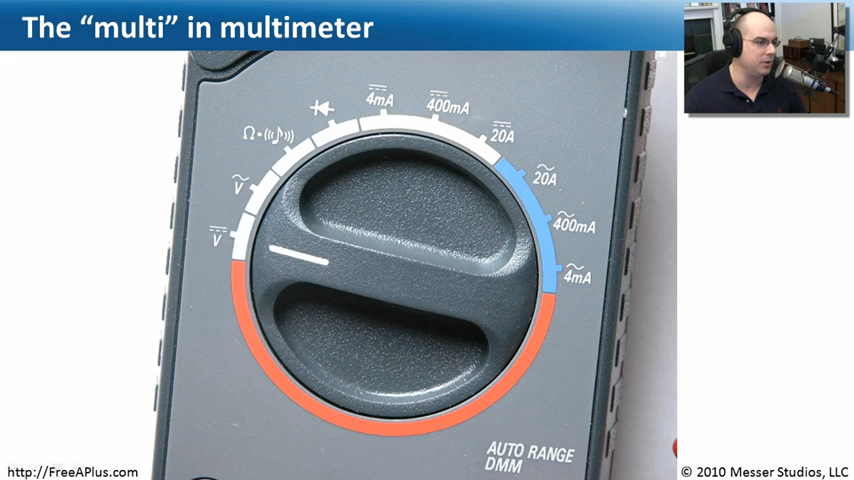 The “multi” in multimeter
4mA
400mA
20A
Ω•((♪)))
V
V
20A
400mA
4mA
AUTO RANGE
DMM
http://FreeAPlus.com
© 2010 Messer Studios, LLC